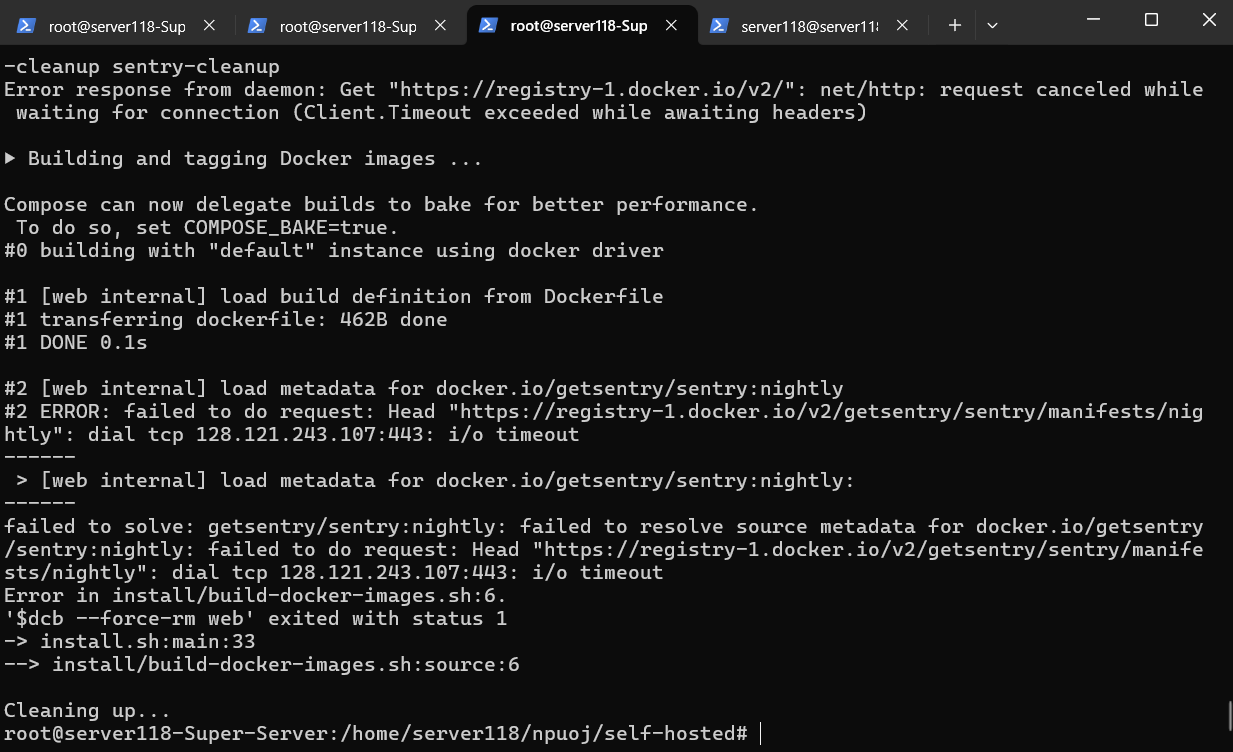 root@server118-Sup
root@server118-Sup
root@server118-Sup
server118@server11
-cleanup sentry-cleanup
Error response from daemon: Get "https://registry-1.docker.io/v2/": net/http: request canceled while
 waiting for connection (Client.Timeout exceeded while awaiting headers)
▶ Building and tagging Docker images ...
Compose can now delegate builds to bake for better performance.
 To do so, set COMPOSE_BAKE=true.
#0 building with "default" instance using docker driver
#1 [web internal] load build definition from Dockerfile
#1 transferring dockerfile: 462B done
#1 DONE 0.1s
#2 [web internal] load metadata for docker.io/getsentry/sentry:nightly
#2 ERROR: failed to do request: Head "https://registry-1.docker.io/v2/getsentry/sentry/manifests/nig
htly": dial tcp 128.121.243.107:443: i/o timeout
------
 > [web internal] load metadata for docker.io/getsentry/sentry:nightly:
------
failed to solve: getsentry/sentry:nightly: failed to resolve source metadata for docker.io/getsentry
/sentry:nightly: failed to do request: Head "https://registry-1.docker.io/v2/getsentry/sentry/manife
sts/nightly": dial tcp 128.121.243.107:443: i/o timeout
Error in install/build-docker-images.sh:6.
'$dcb --force-rm web' exited with status 1
-> install.sh:main:33
--> install/build-docker-images.sh:source:6
Cleaning up...
root@server118-Super-Server:/home/server118/npuoj/self-hosted#